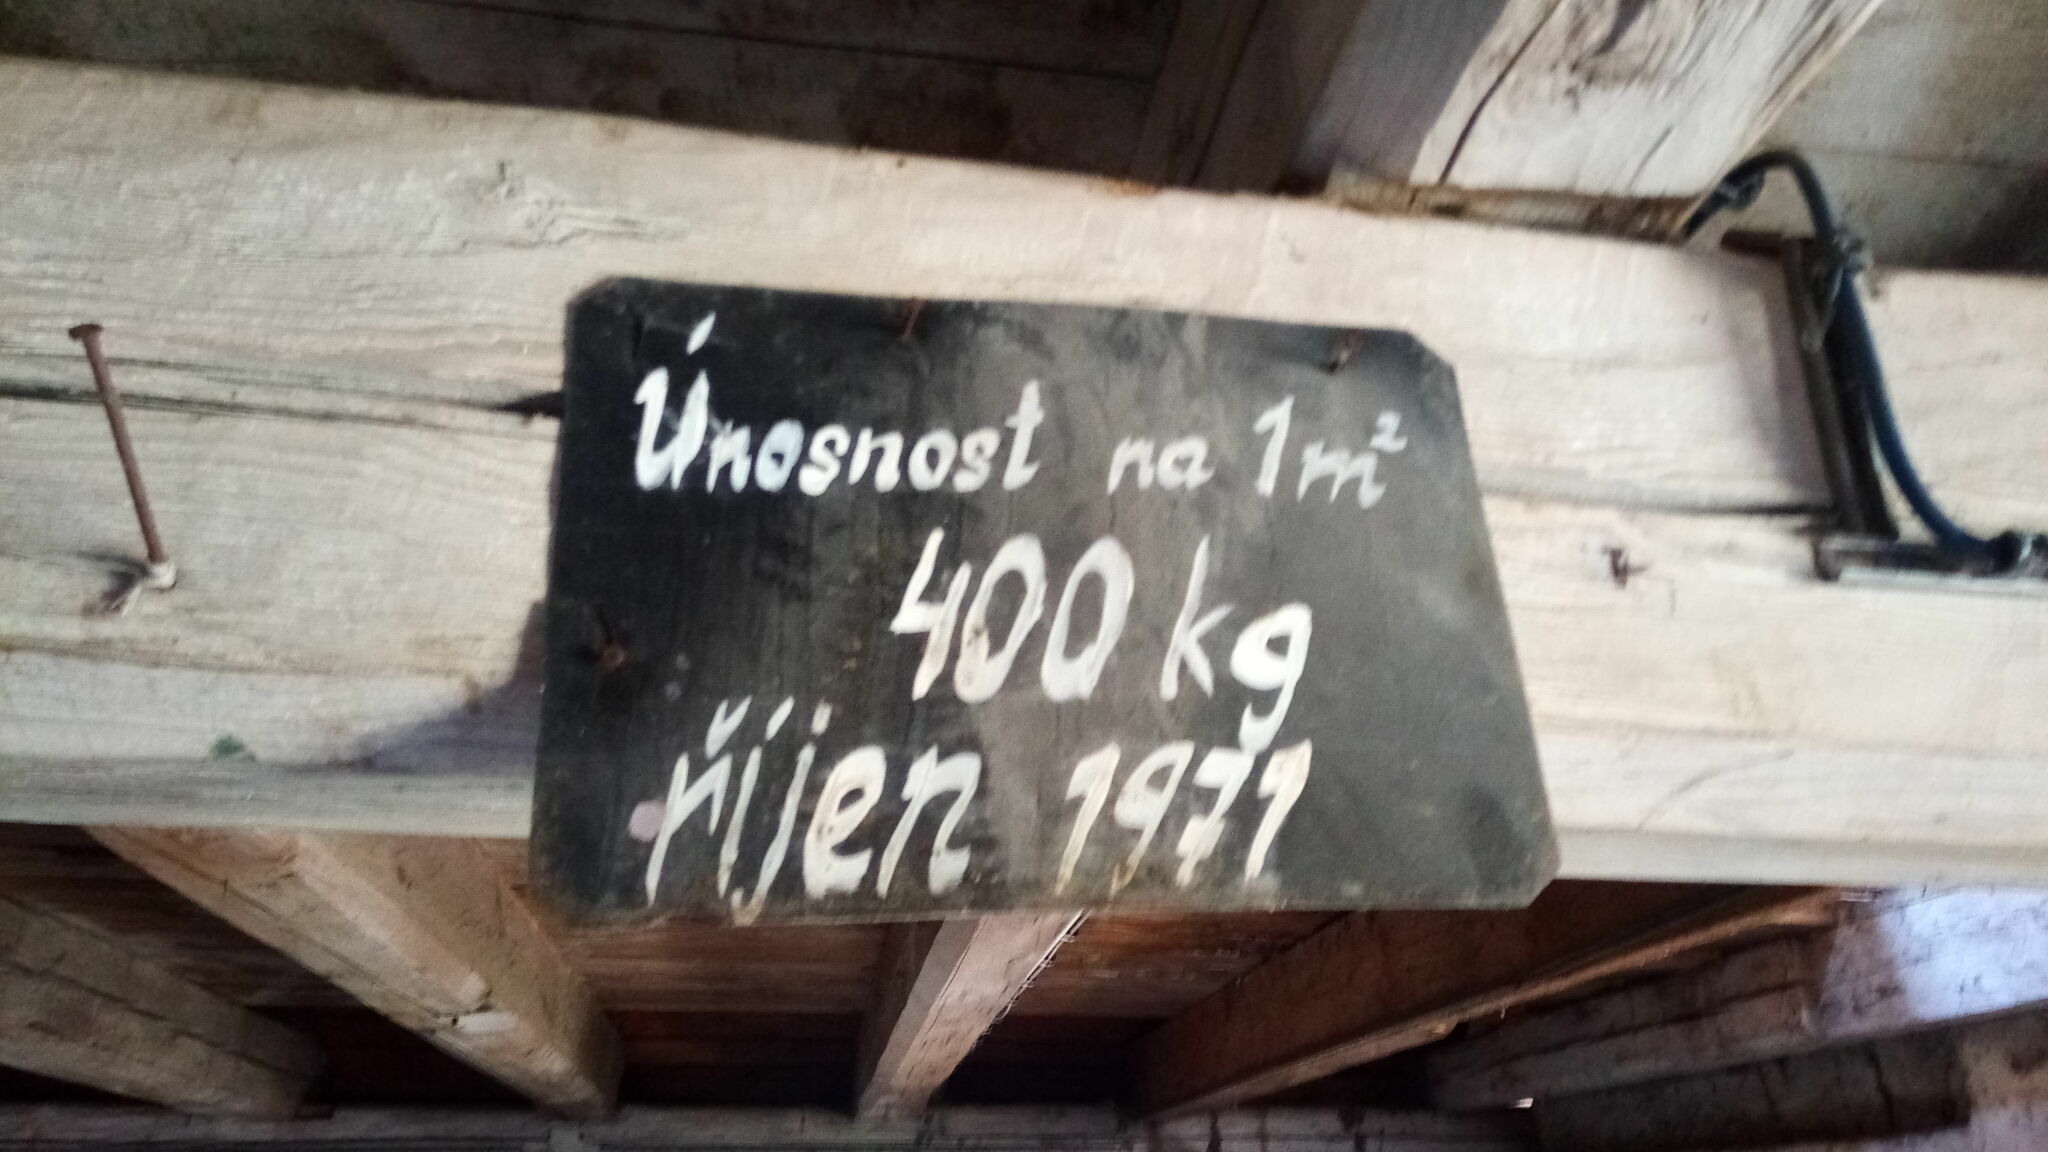 Únosnost na 1m²
400 kg
říjen 1971